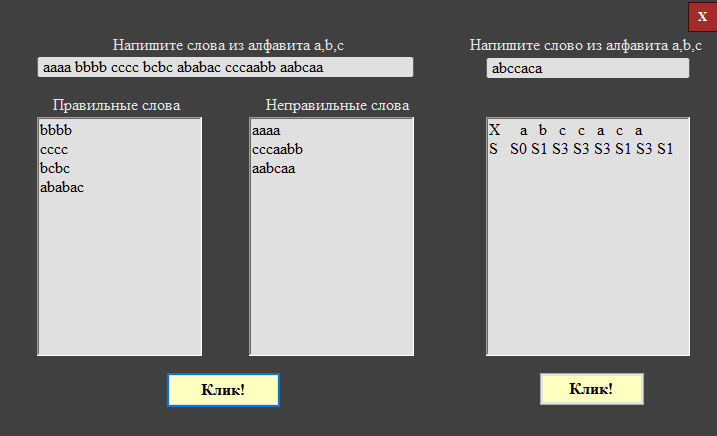 X
Напишите слова из алфавита a,b,c
aaaa bbbb cccc bcbc ababac cccaabb aabcaa
Правильные слова
bbbb
cccc
bcbc
ababac
Неправильные слова
aaaa
cccaabb
aabcaa
Клик!
Напишите слово из алфавита a,b,c
abccaca
X a b c c a c a
S S0 S1 S3 S3 S3 S1 S3 S1
Клик!